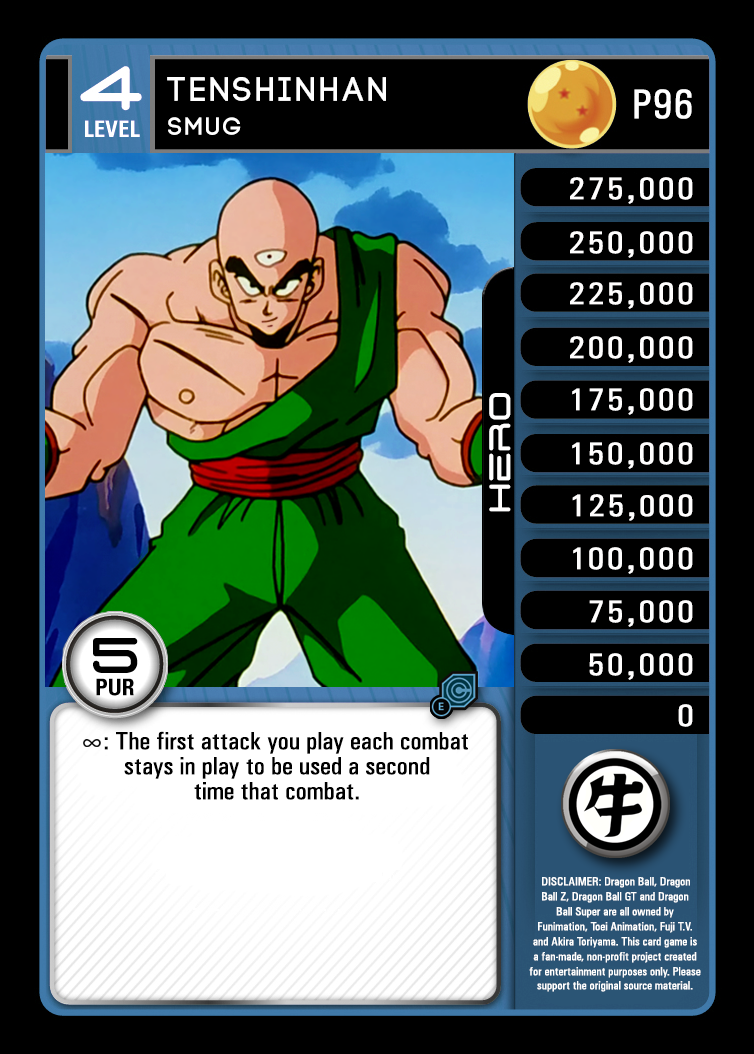 4
LEVEL
TENSHINHAN
SMUG
P96
275,000
250,000
225,000
200,000
175,000
150,000
125,000
100,000
75,000
50,000
0
HERO
5
PUR
E
∞: The first attack you play each combat
stays in play to be used a second
time that combat.
牛
DISCLAIMER: Dragon Ball, Dragon
Ball Z, Dragon Ball GT and Dragon
Ball Super are all owned by
Funimation, Toei Animation, Fuji T.V.
and Akira Toriyama. This card game is
a fan-made, non-profit project created
for entertainment purposes only. Please
support the original source material.